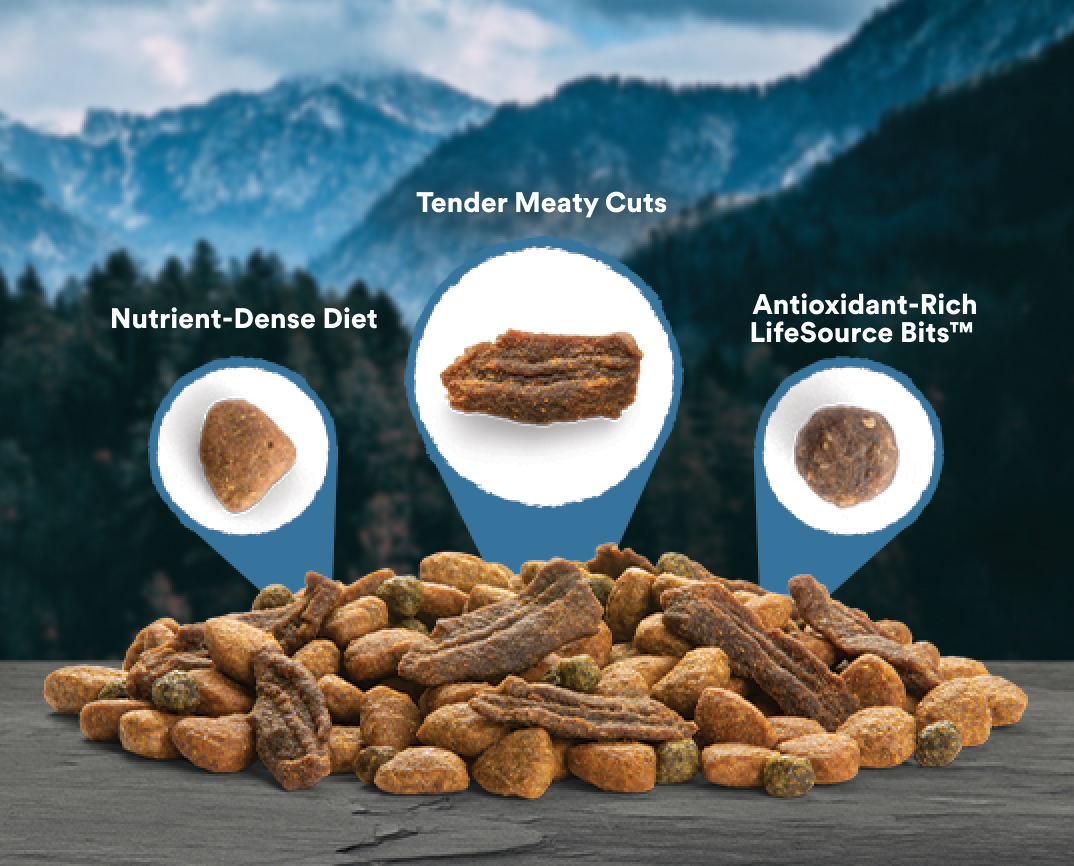 Tender Meaty Cuts
Nutrient-Dense Diet
Antioxidant-Rich
LifeSource Bits™